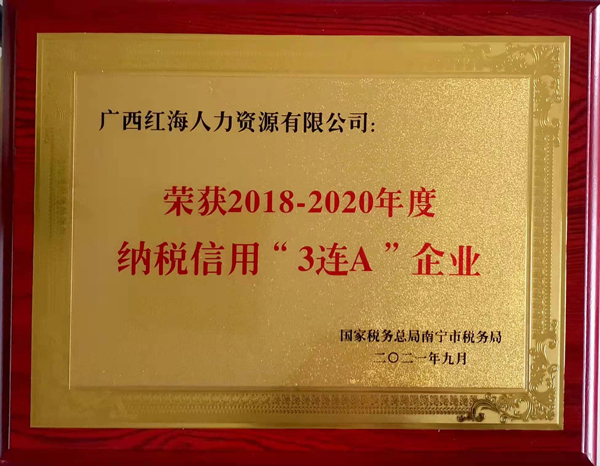 广西红海人力资源有限公司:
荣获2018-2020年度
纳税信用“3连A”企业
国家税务总局南宁市税务局
二〇二一年九月